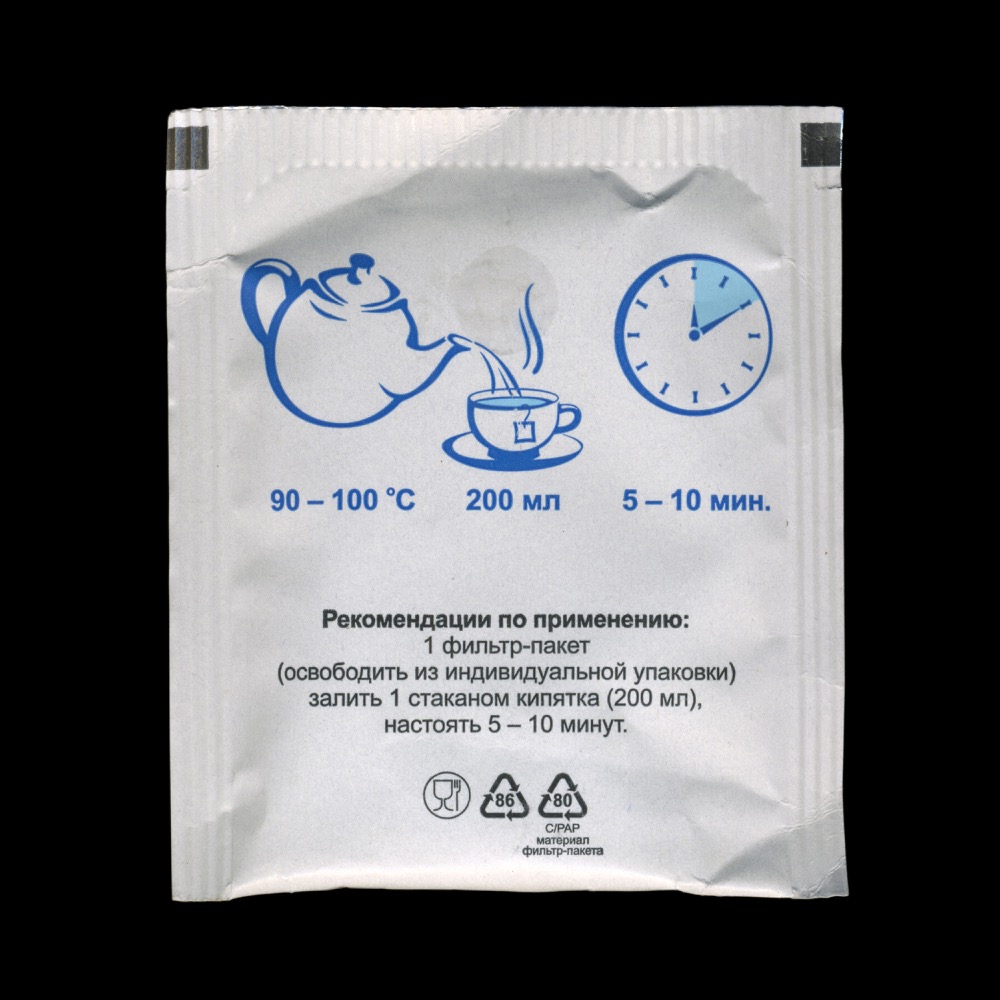 90 – 100 °C
200 мл
5 – 10 мин.
Рекомендации по применению:
1 фильтр-пакет
(освободить из индивидуальной упаковки)
залить 1 стаканом кипятка (200 мл),
настоять 5 – 10 минут.
86
80
C/PAP
материал
фильтр-пакета